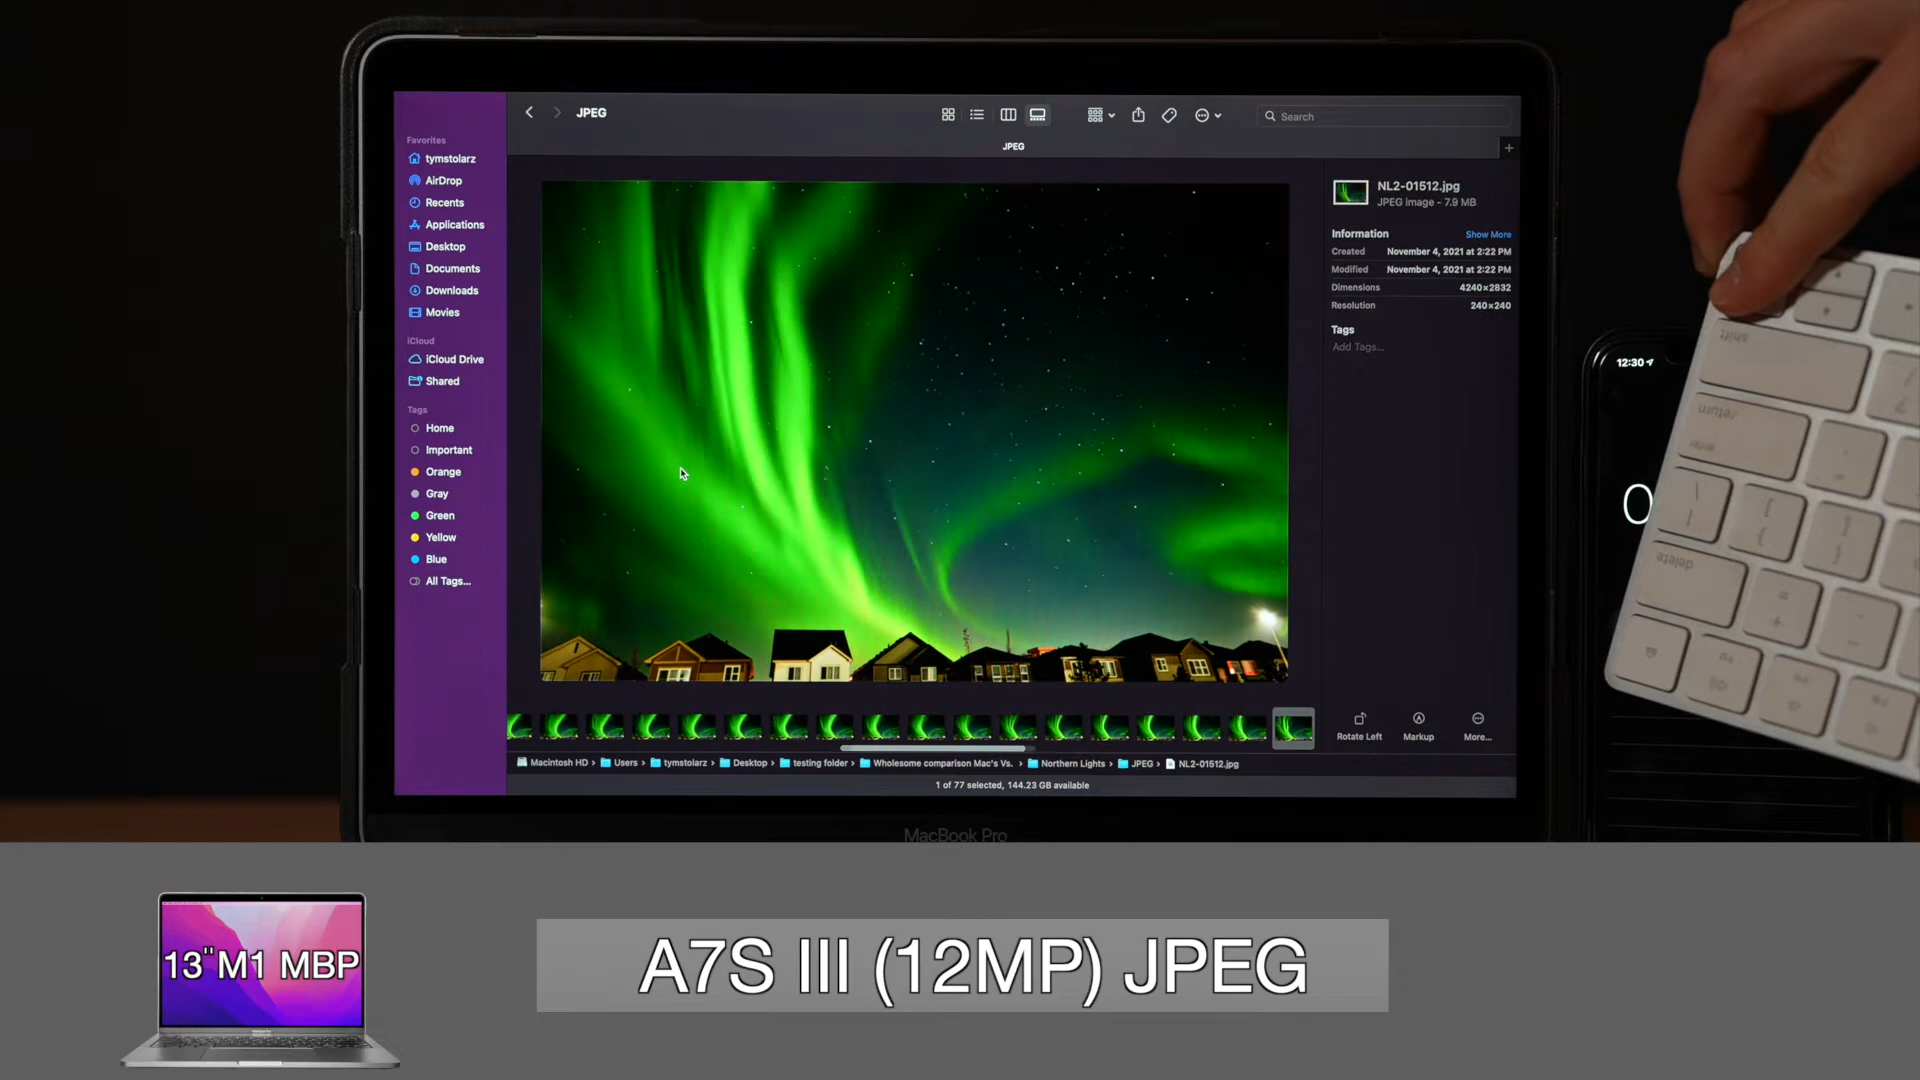 JPEG
Search
JPEG
Favorites
tymstolarz
AirDrop
Recents
Applications
Desktop
Documents
Downloads
Movies
iCloud
iCloud Drive
Shared
Tags
Home
Important
Orange
Gray
Green
Yellow
Blue
All Tags...
NL2-01512.jpg
JPEG image - 7.9 MB
Information Show More
Created November 4, 2021 at 2:22 PM
Modified November 4, 2021 at 2:22 PM
Dimensions 4240×2832
Resolution 240×240
Tags
Add Tags...
Rotate Left Markup More...
Macintosh HD › Users › tymstolarz › Desktop › testing folder › Wholesome comparison Mac's Vs. › Northern Lights › JPEG › NL2-01512.jpg
1 of 77 selected, 144.23 GB available
MacBook Pro
12:30
0
shift
return
enter
delete
13"M1 MBP
A7S III (12MP) JPEG